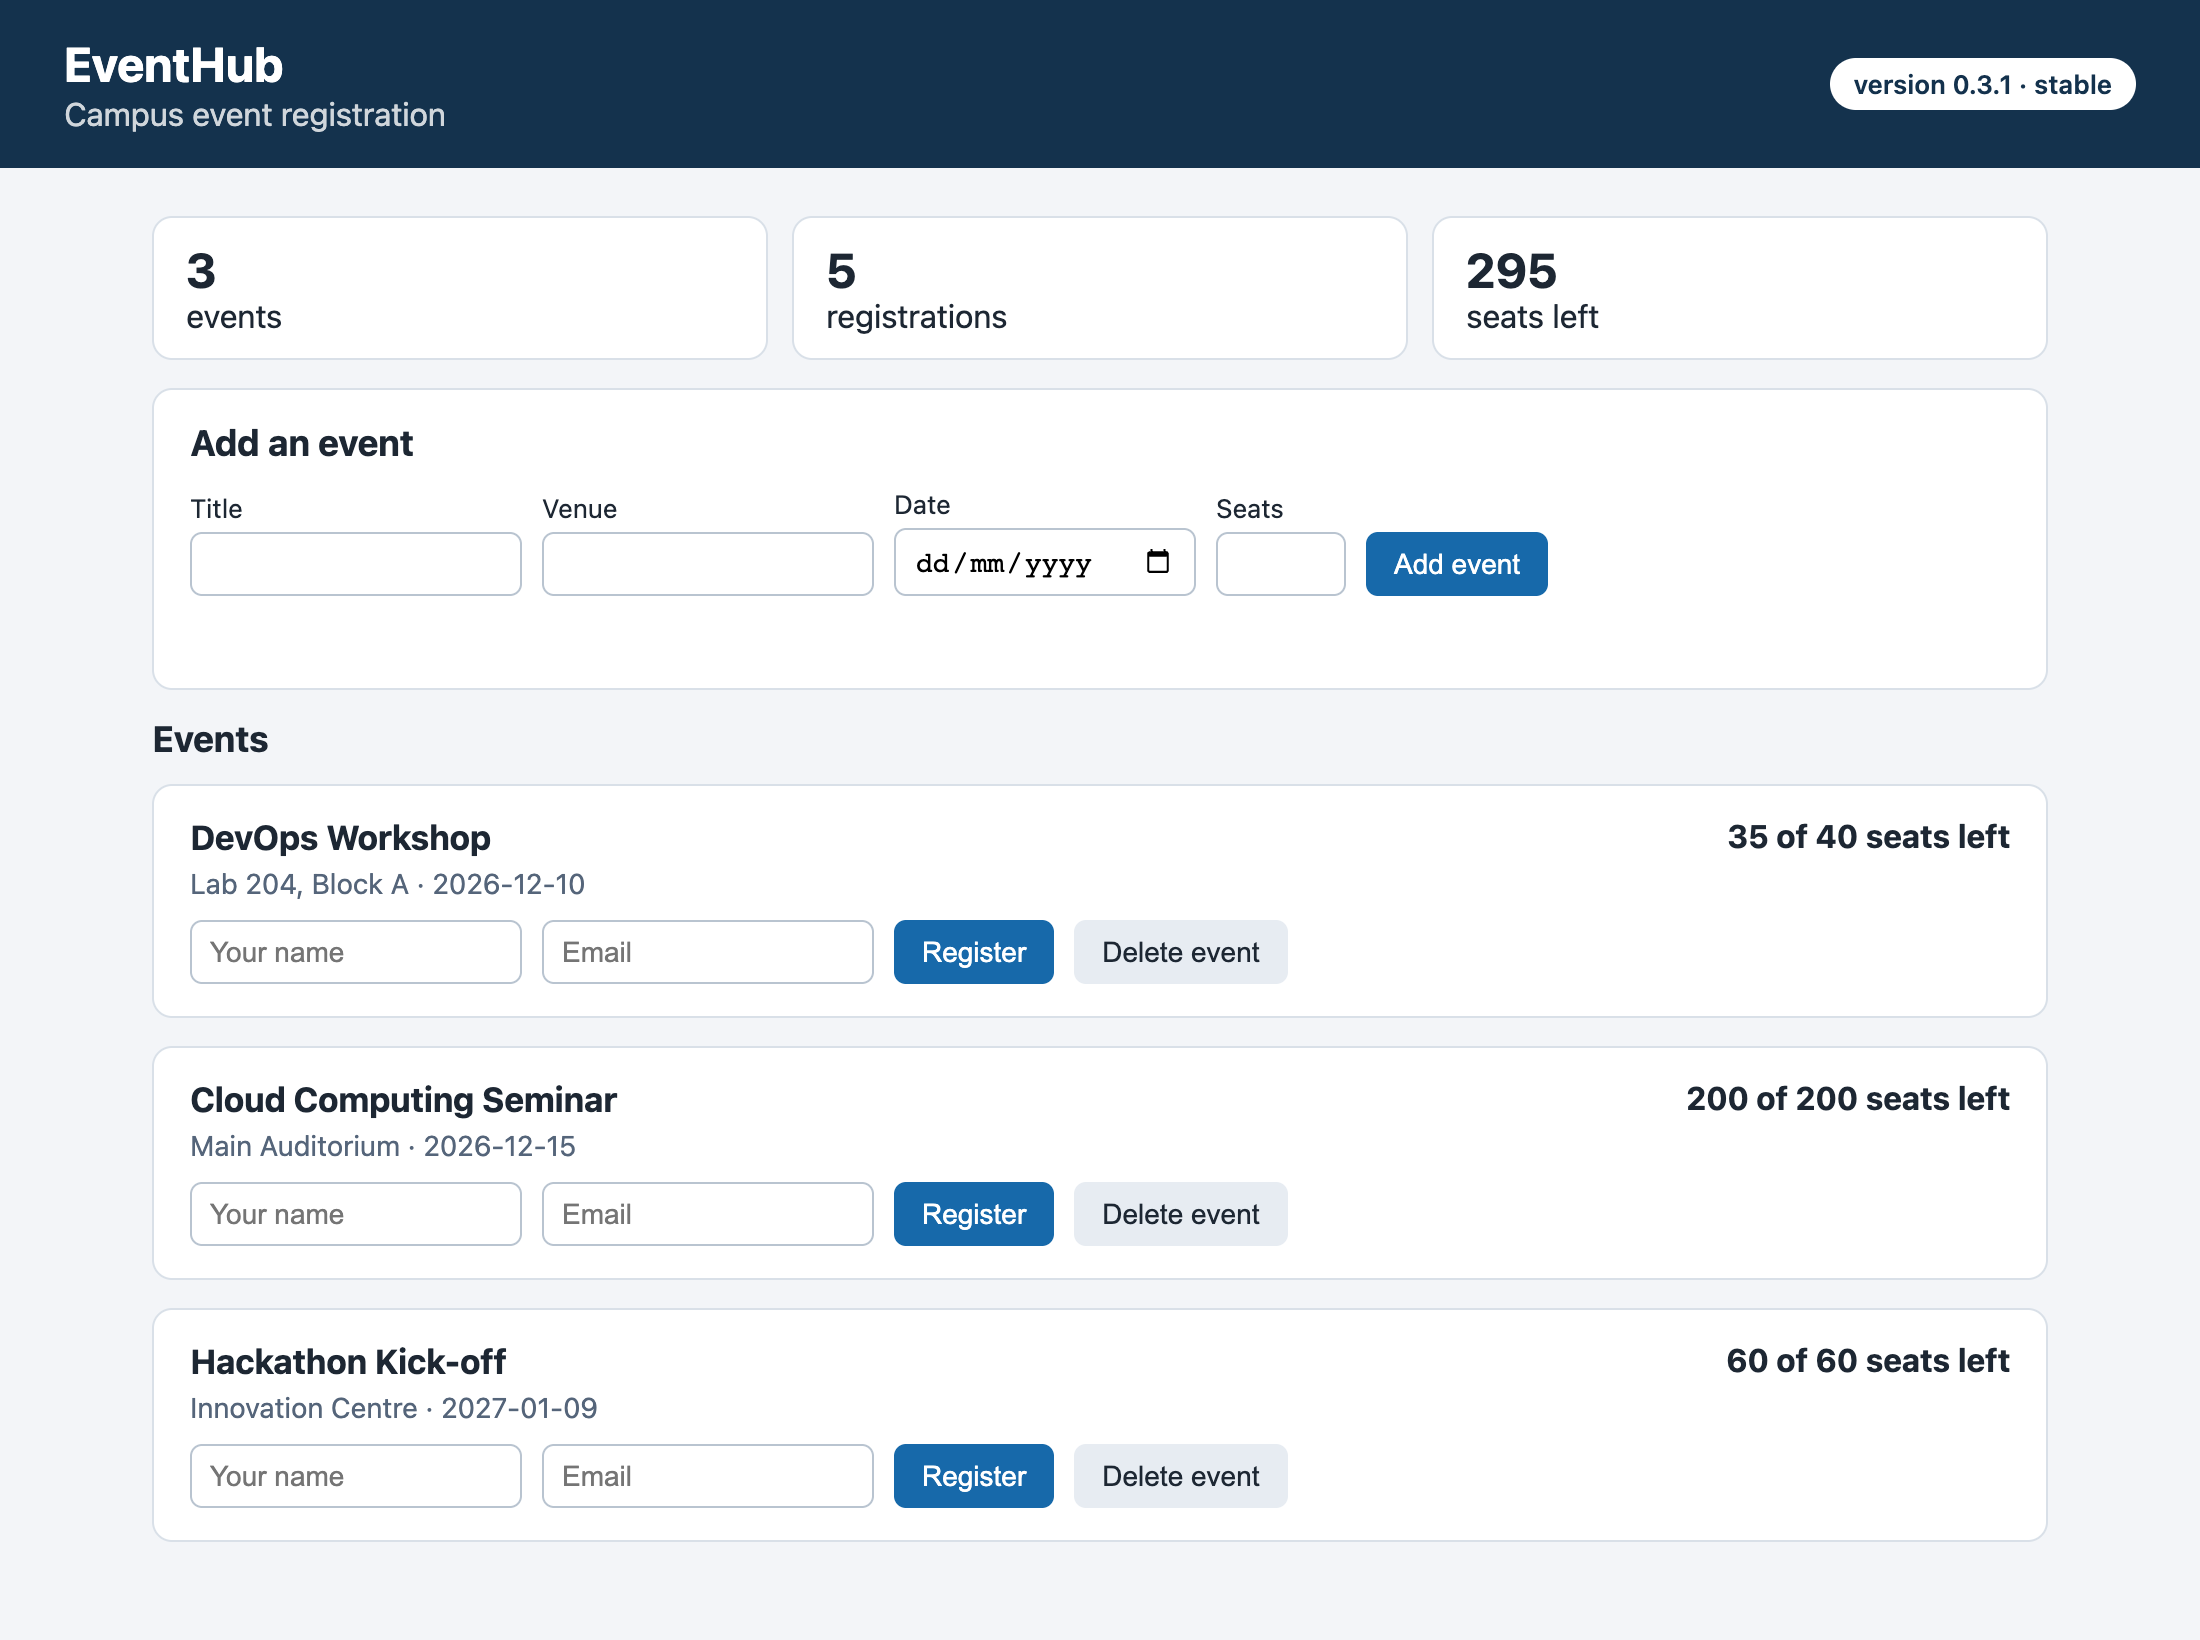 EventHub
Campus event registration
version 0.3.1 · stable
3
events
5
registrations
295
seats left
Add an event
Title
Venue
Date
Seats
dd/mm/yyyy
Add event
Events
DevOps Workshop
35 of 40 seats left
Lab 204, Block A · 2026-12-10
Your name
Email
Register
Delete event
Cloud Computing Seminar
200 of 200 seats left
Main Auditorium · 2026-12-15
Your name
Email
Register
Delete event
Hackathon Kick-off
60 of 60 seats left
Innovation Centre · 2027-01-09
Your name
Email
Register
Delete event